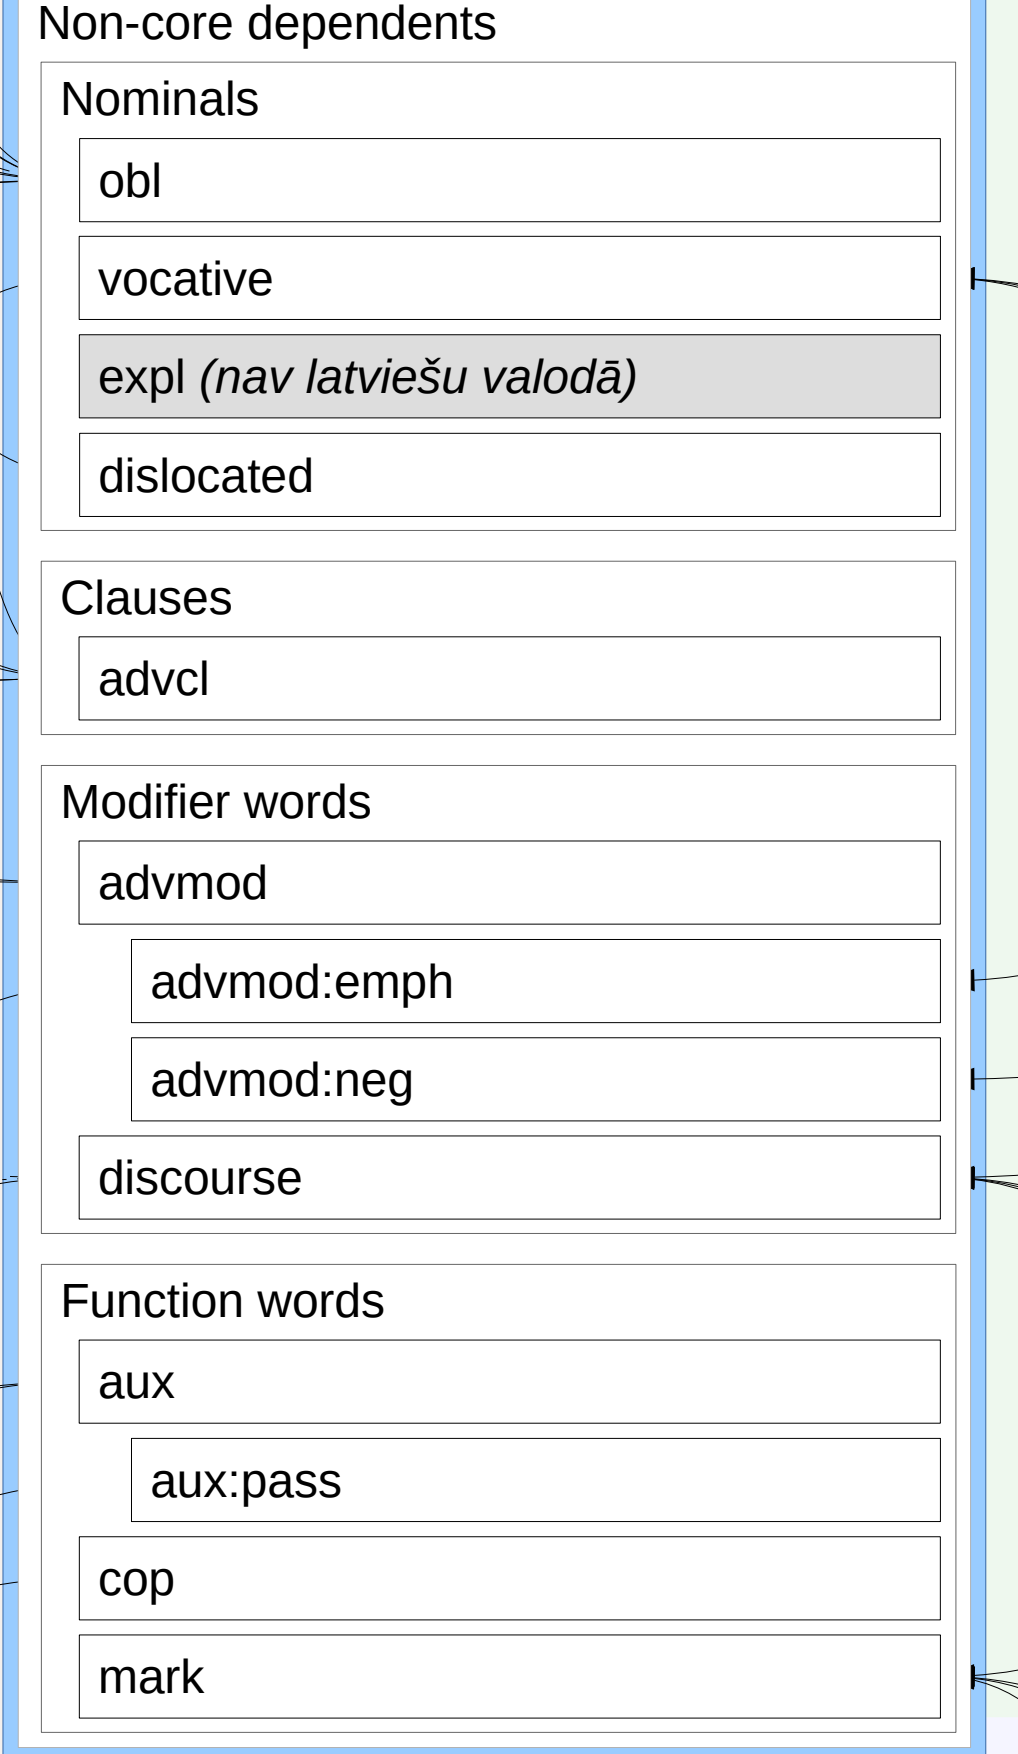 Non-core dependents
Nominals
obl
vocative
expl (nav latviešu valodā)
dislocated
Clauses
advcl
Modifier words
advmod
advmod:emph
advmod:neg
discourse
Function words
aux
aux:pass
cop
mark